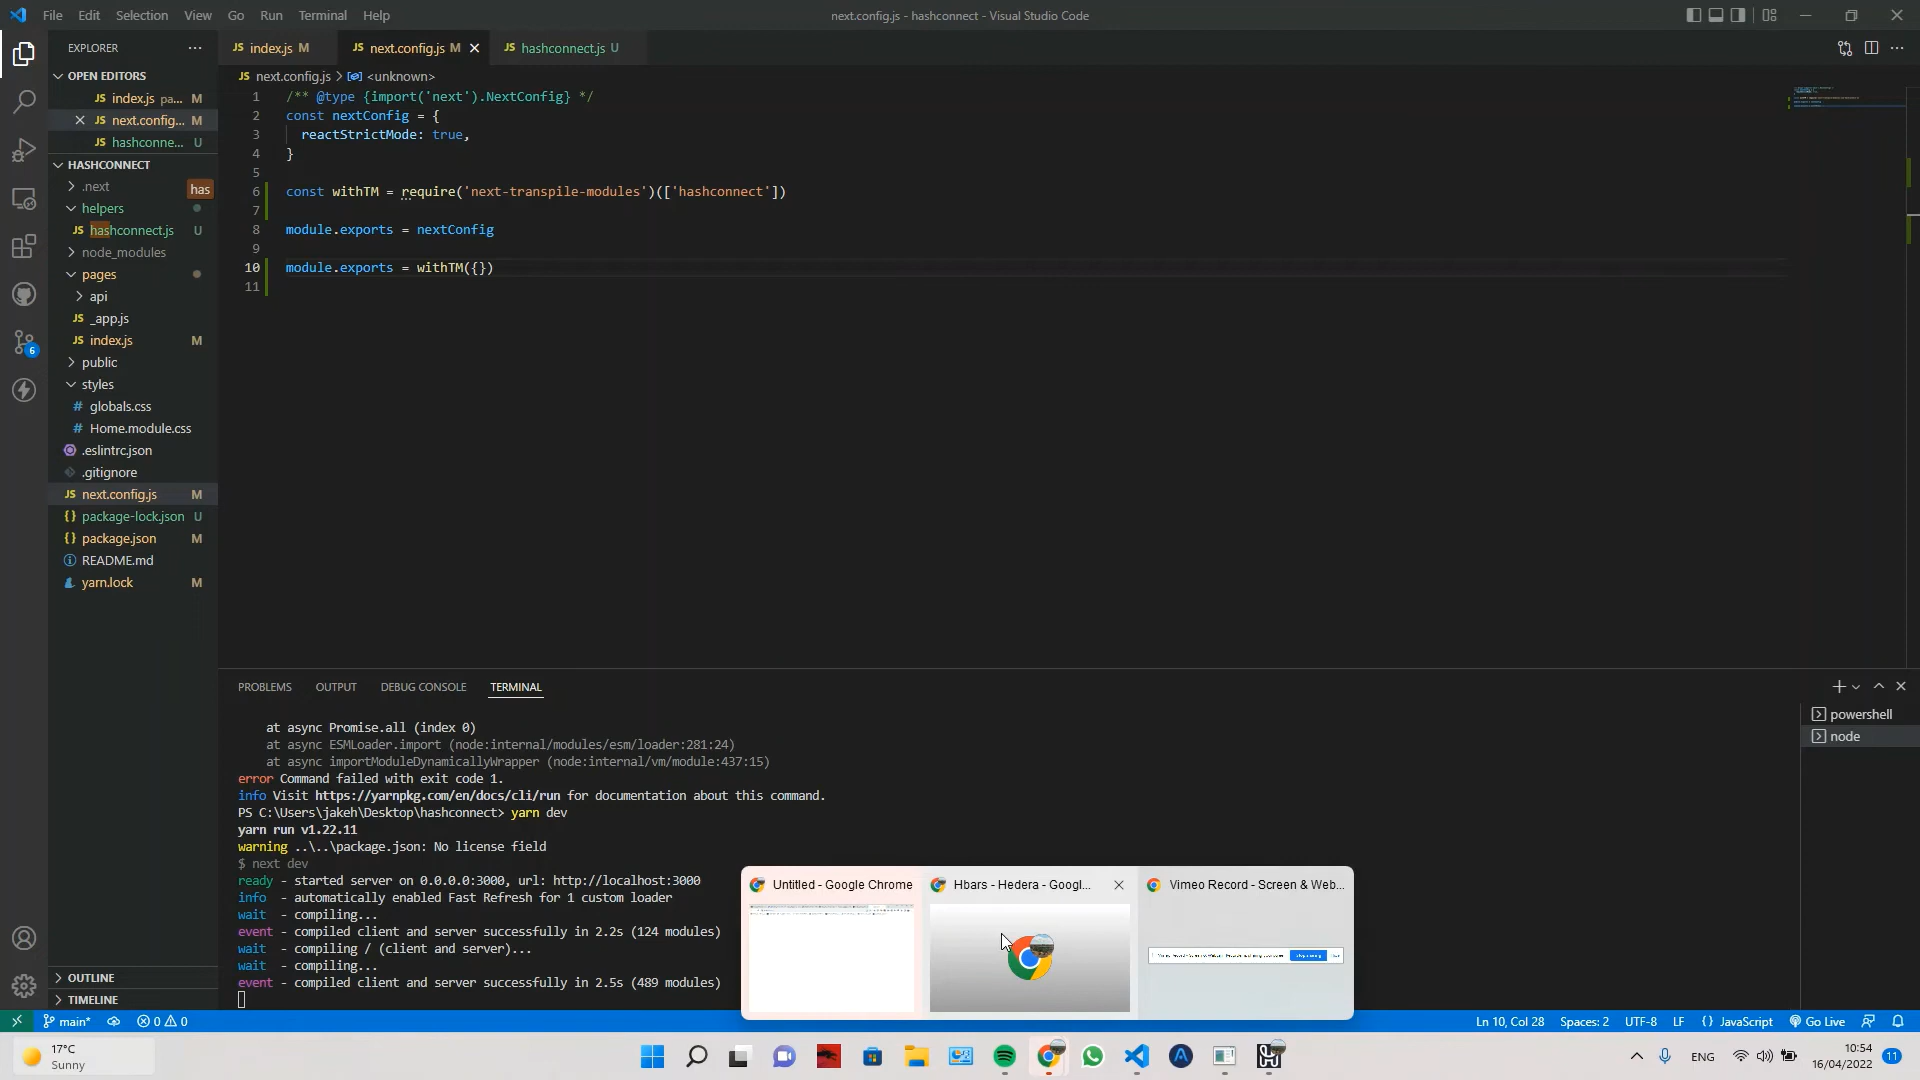 File Edit Selection View Go Run Terminal Help
next.config.js - hashconnect - Visual Studio Code
EXPLORER
OPEN EDITORS
JS index.js pa... M
JS next.config... M
JS hashconne... U
HASHCONNECT
.next
has
helpers
JS hashconnect.js U
node_modules
pages
api
JS _app.js
JS index.js M
public
styles
# globals.css
# Home.module.css
.eslintrc.json
.gitignore
JS next.config.js M
{} package-lock.json U
{} package.json M
README.md
yarn.lock M
OUTLINE
TIMELINE
6
JS index.js M
JS next.config.js M
JS hashconnect.js U
JS next.config.js > <unknown>
1 /** @type {import('next').NextConfig} */
2 const nextConfig = {
3 reactStrictMode: true,
4 }
5
6 const withTM = require('next-transpile-modules')(['hashconnect'])
7
8 module.exports = nextConfig
9
10 module.exports = withTM({})
11
PROBLEMS OUTPUT DEBUG CONSOLE TERMINAL
powershell
node
at async Promise.all (index 0)
at async ESMLoader.import (node:internal/modules/esm/loader:281:24)
at async importModuleDynamicallyWrapper (node:internal/vm/module:437:15)
error Command failed with exit code 1.
info Visit https://yarnpkg.com/en/docs/cli/run for documentation about this command.
PS C:\Users\jakeh\Desktop\hashconnect> yarn dev
yarn run v1.22.11
warning ..\..\package.json: No license field
$ next dev
ready - started server on 0.0.0.0:3000, url: http://localhost:3000
info - automatically enabled Fast Refresh for 1 custom loader
wait - compiling...
event - compiled client and server successfully in 2.2s (124 modules)
wait - compiling / (client and server)...
wait - compiling...
event - compiled client and server successfully in 2.5s (489 modules)
Untitled - Google Chrome
Hbars - Hedera - Googl...
Vimeo Record - Screen & Web...
main* 0 0
Ln 10, Col 28 Spaces: 2 UTF-8 LF {} JavaScript Go Live
17°C
Sunny
ENG
10:54
16/04/2022
11